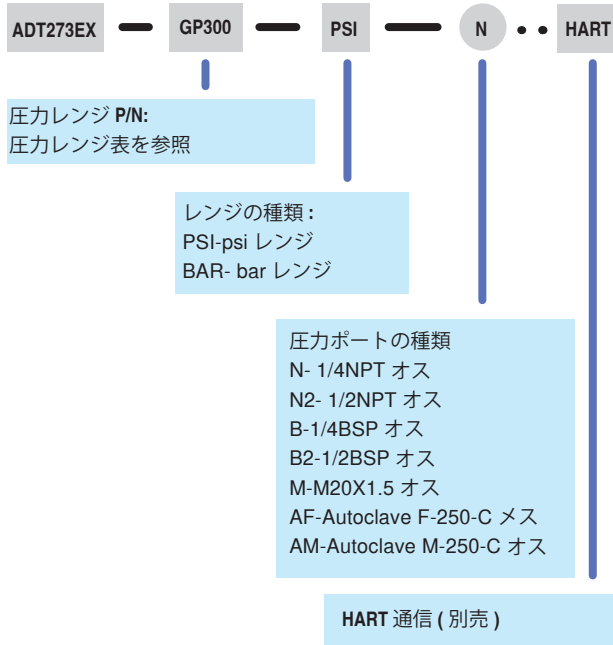 ADT273EX — GP300 — PSI — N •• HART
圧力レンジ P/N:
圧力レンジ表を参照
レンジの種類 :
PSI-psi レンジ
BAR- bar レンジ
圧力ポートの種類
N- 1/4NPT オス
N2- 1/2NPT オス
B-1/4BSP オス
B2-1/2BSP オス
M-M20X1.5 オス
AF-Autoclave F-250-C メス
AM-Autoclave M-250-C オス
HART 通信 ( 別売 )